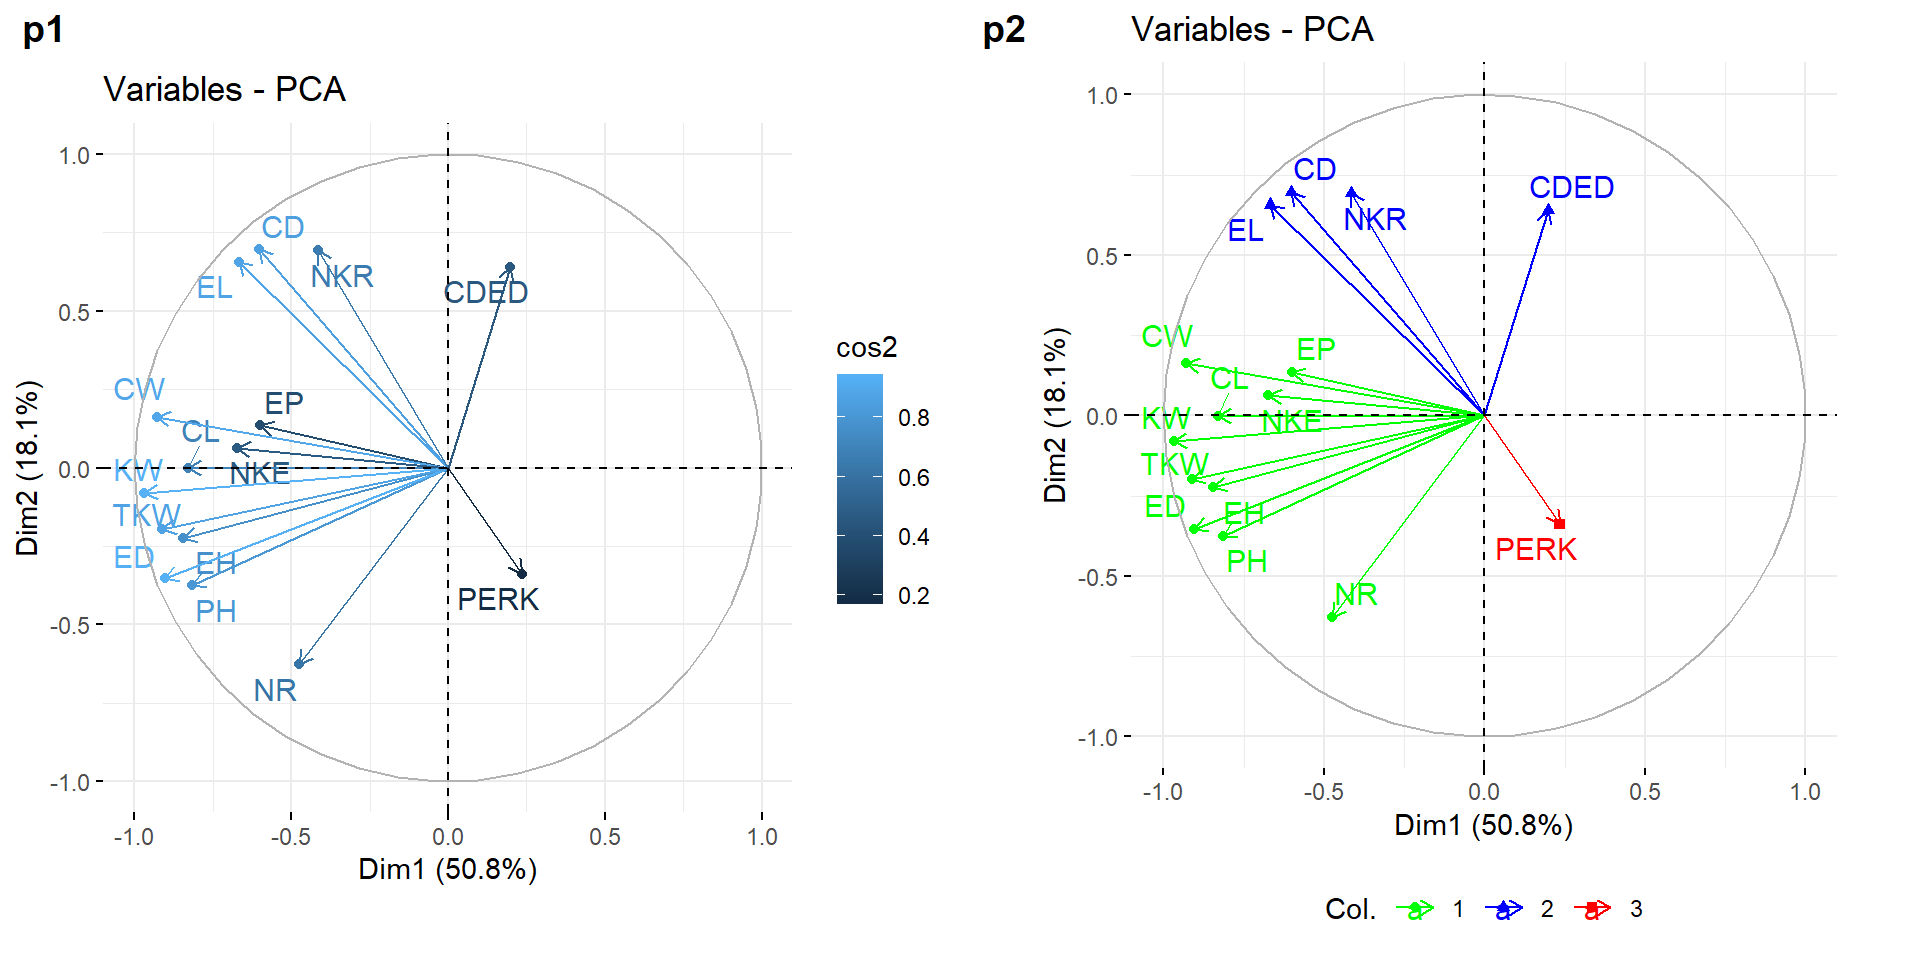 p1
Variables - PCA
1.0
0.5
0.0
-0.5
-1.0
Dim2 (18.1%)
CD
EL
NKR
CDED
CW
EP
CL
KW
NKE
TKW
ED
EH
PH
PERK
NR
-1.0 -0.5 0.0 0.5 1.0
Dim1 (50.8%)
cos2
0.8
0.6
0.4
0.2
p2
Variables - PCA
1.0
0.5
0.0
-0.5
-1.0
Dim2 (18.1%)
CD
CDED
NKR
EL
CW
EP
CL
KW
NKE
TKW
ED
EH
PERK
PH
NR
-1.0 -0.5 0.0 0.5 1.0
Dim1 (50.8%)
Col. a 1 a 2 a 3